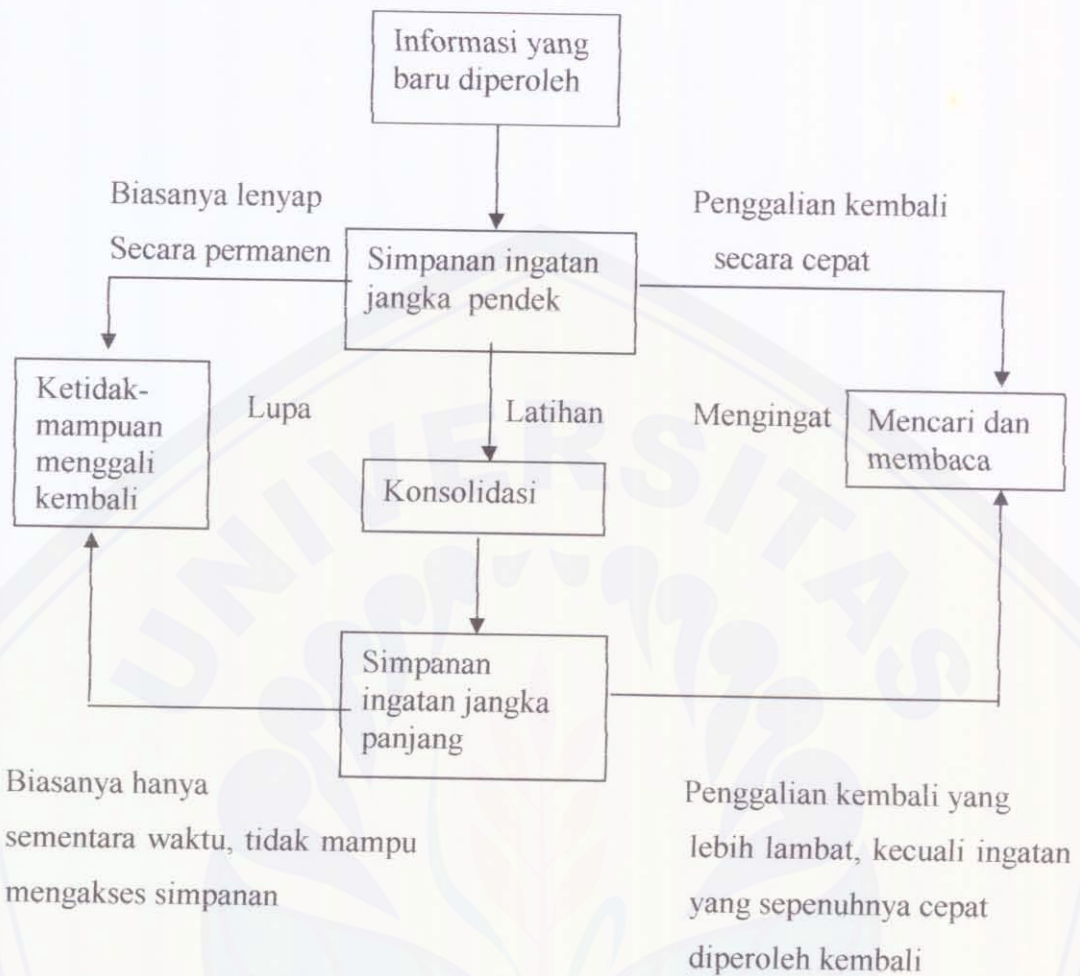 Informasi yang
baru diperoleh
Biasanya lenyap
Secara permanen
Simpanan ingatan
jangka pendek
Penggalian kembali
secara cepat
Ketidak-
mampuan
menggali
kembali
Lupa
Latihan
Mengingat
Mencari dan
membaca
Konsolidasi
Simpanan
ingatan jangka
panjang
Biasanya hanya
sementara waktu, tidak mampu
mengakses simpanan
Penggalian kembali yang
lebih lambat, kecuali ingatan
yang sepenuhnya cepat
diperoleh kembali
UNIVERSITAS